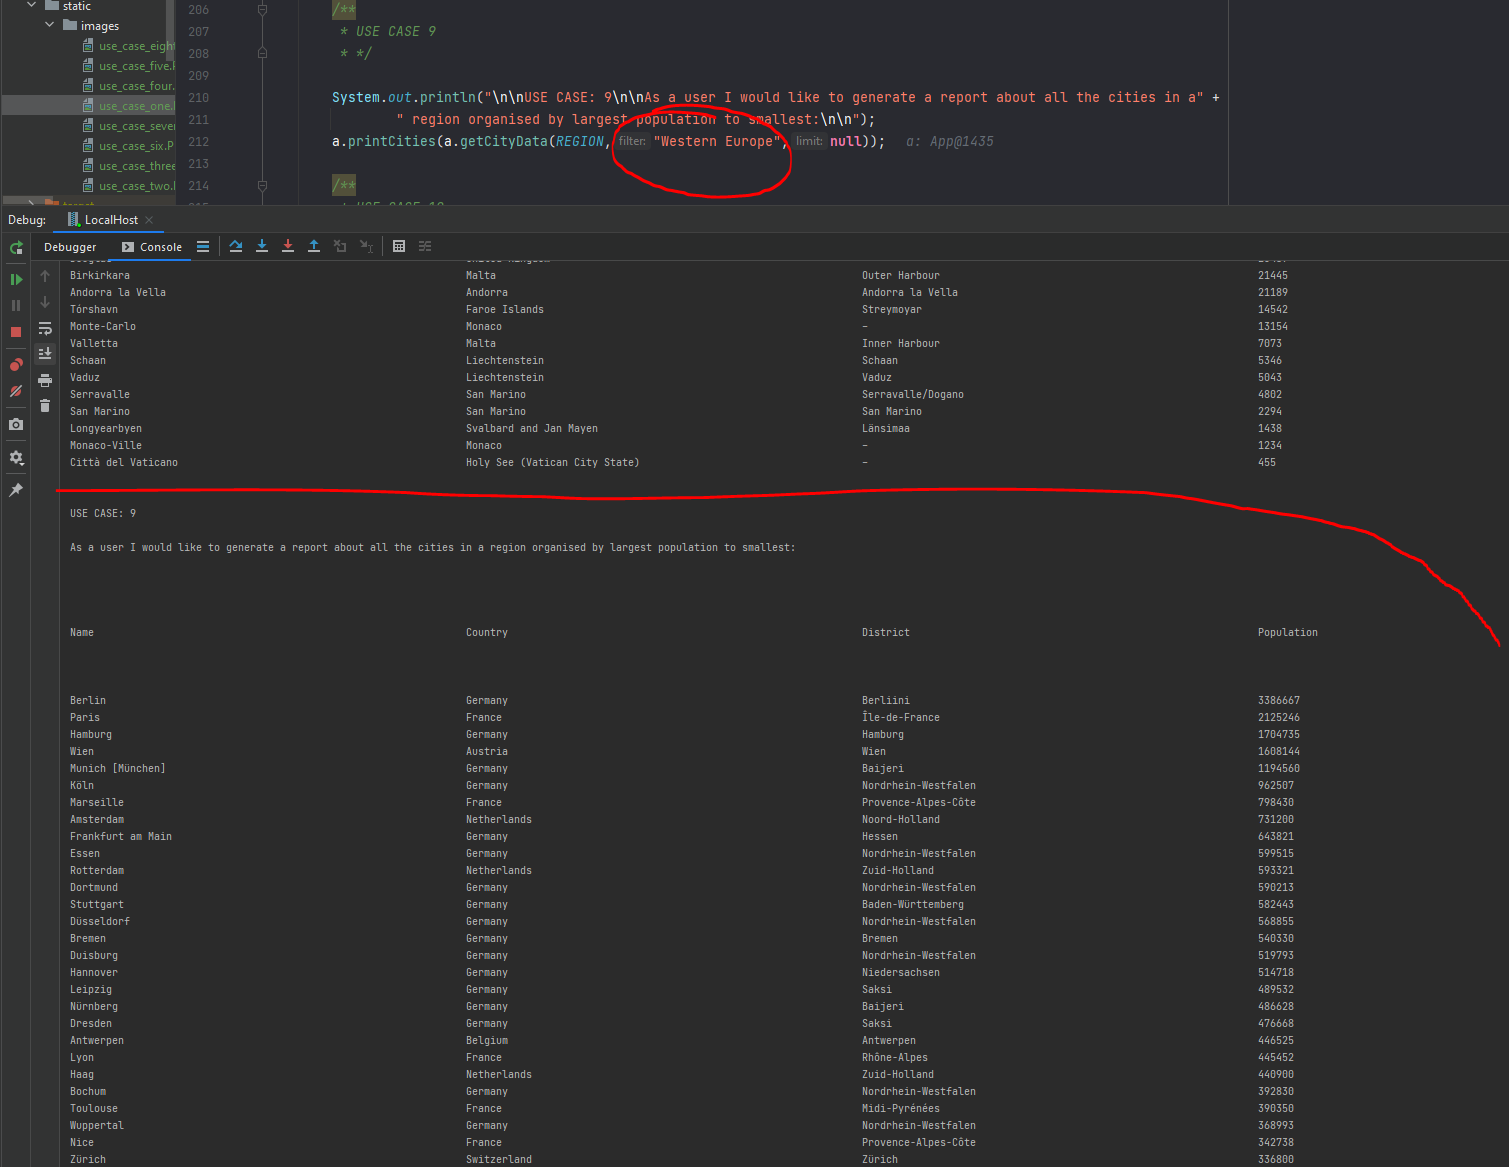 static
images
use_case_eigh
use_case_five.
use_case_four.
use_case_one.
use_case_seve
use_case_six.P
use_case_three
use_case_two.
206 /**
207 * USE CASE 9
208 * */
209
210 System.out.println("\n\nUSE CASE: 9\n\nAs a user I would like to generate a report about all the cities in a" +
211 " region organised by largest population to smallest:\n\n");
212 a.printCities(a.getCityData(REGION, filter: "Western Europe", limit: null)); a: App@1435
213
214 /**
Debug: LocalHost
Debugger Console
Birkirkara Malta Outer Harbour 21445
Andorra la Vella Andorra Andorra la Vella 21189
Tórshavn Faroe Islands Streymoyar 14542
Monte-Carlo Monaco – 13154
Valletta Malta Inner Harbour 7073
Schaan Liechtenstein Schaan 5346
Vaduz Liechtenstein Vaduz 5043
Serravalle San Marino Serravalle/Dogano 4802
San Marino San Marino San Marino 2294
Longyearbyen Svalbard and Jan Mayen Länsimaa 1438
Monaco-Ville Monaco – 1234
Città del Vaticano Holy See (Vatican City State) – 455
USE CASE: 9
As a user I would like to generate a report about all the cities in a region organised by largest population to smallest:
Name Country District Population
Berlin Germany Berliini 3386667
Paris France Île-de-France 2125246
Hamburg Germany Hamburg 1704735
Wien Austria Wien 1608144
Munich [München] Germany Baijeri 1194560
Köln Germany Nordrhein-Westfalen 962507
Marseille France Provence-Alpes-Côte 798430
Amsterdam Netherlands Noord-Holland 731200
Frankfurt am Main Germany Hessen 643821
Essen Germany Nordrhein-Westfalen 599515
Rotterdam Netherlands Zuid-Holland 593321
Dortmund Germany Nordrhein-Westfalen 590213
Stuttgart Germany Baden-Württemberg 582443
Düsseldorf Germany Nordrhein-Westfalen 568855
Bremen Germany Bremen 540330
Duisburg Germany Nordrhein-Westfalen 519793
Hannover Germany Niedersachsen 514718
Leipzig Germany Saksi 489532
Nürnberg Germany Baijeri 486628
Dresden Germany Saksi 476668
Antwerpen Belgium Antwerpen 446525
Lyon France Rhône-Alpes 445452
Haag Netherlands Zuid-Holland 440900
Bochum Germany Nordrhein-Westfalen 392830
Toulouse France Midi-Pyrénées 390350
Wuppertal Germany Nordrhein-Westfalen 368993
Nice France Provence-Alpes-Côte 342738
Zürich Switzerland Zürich 336800